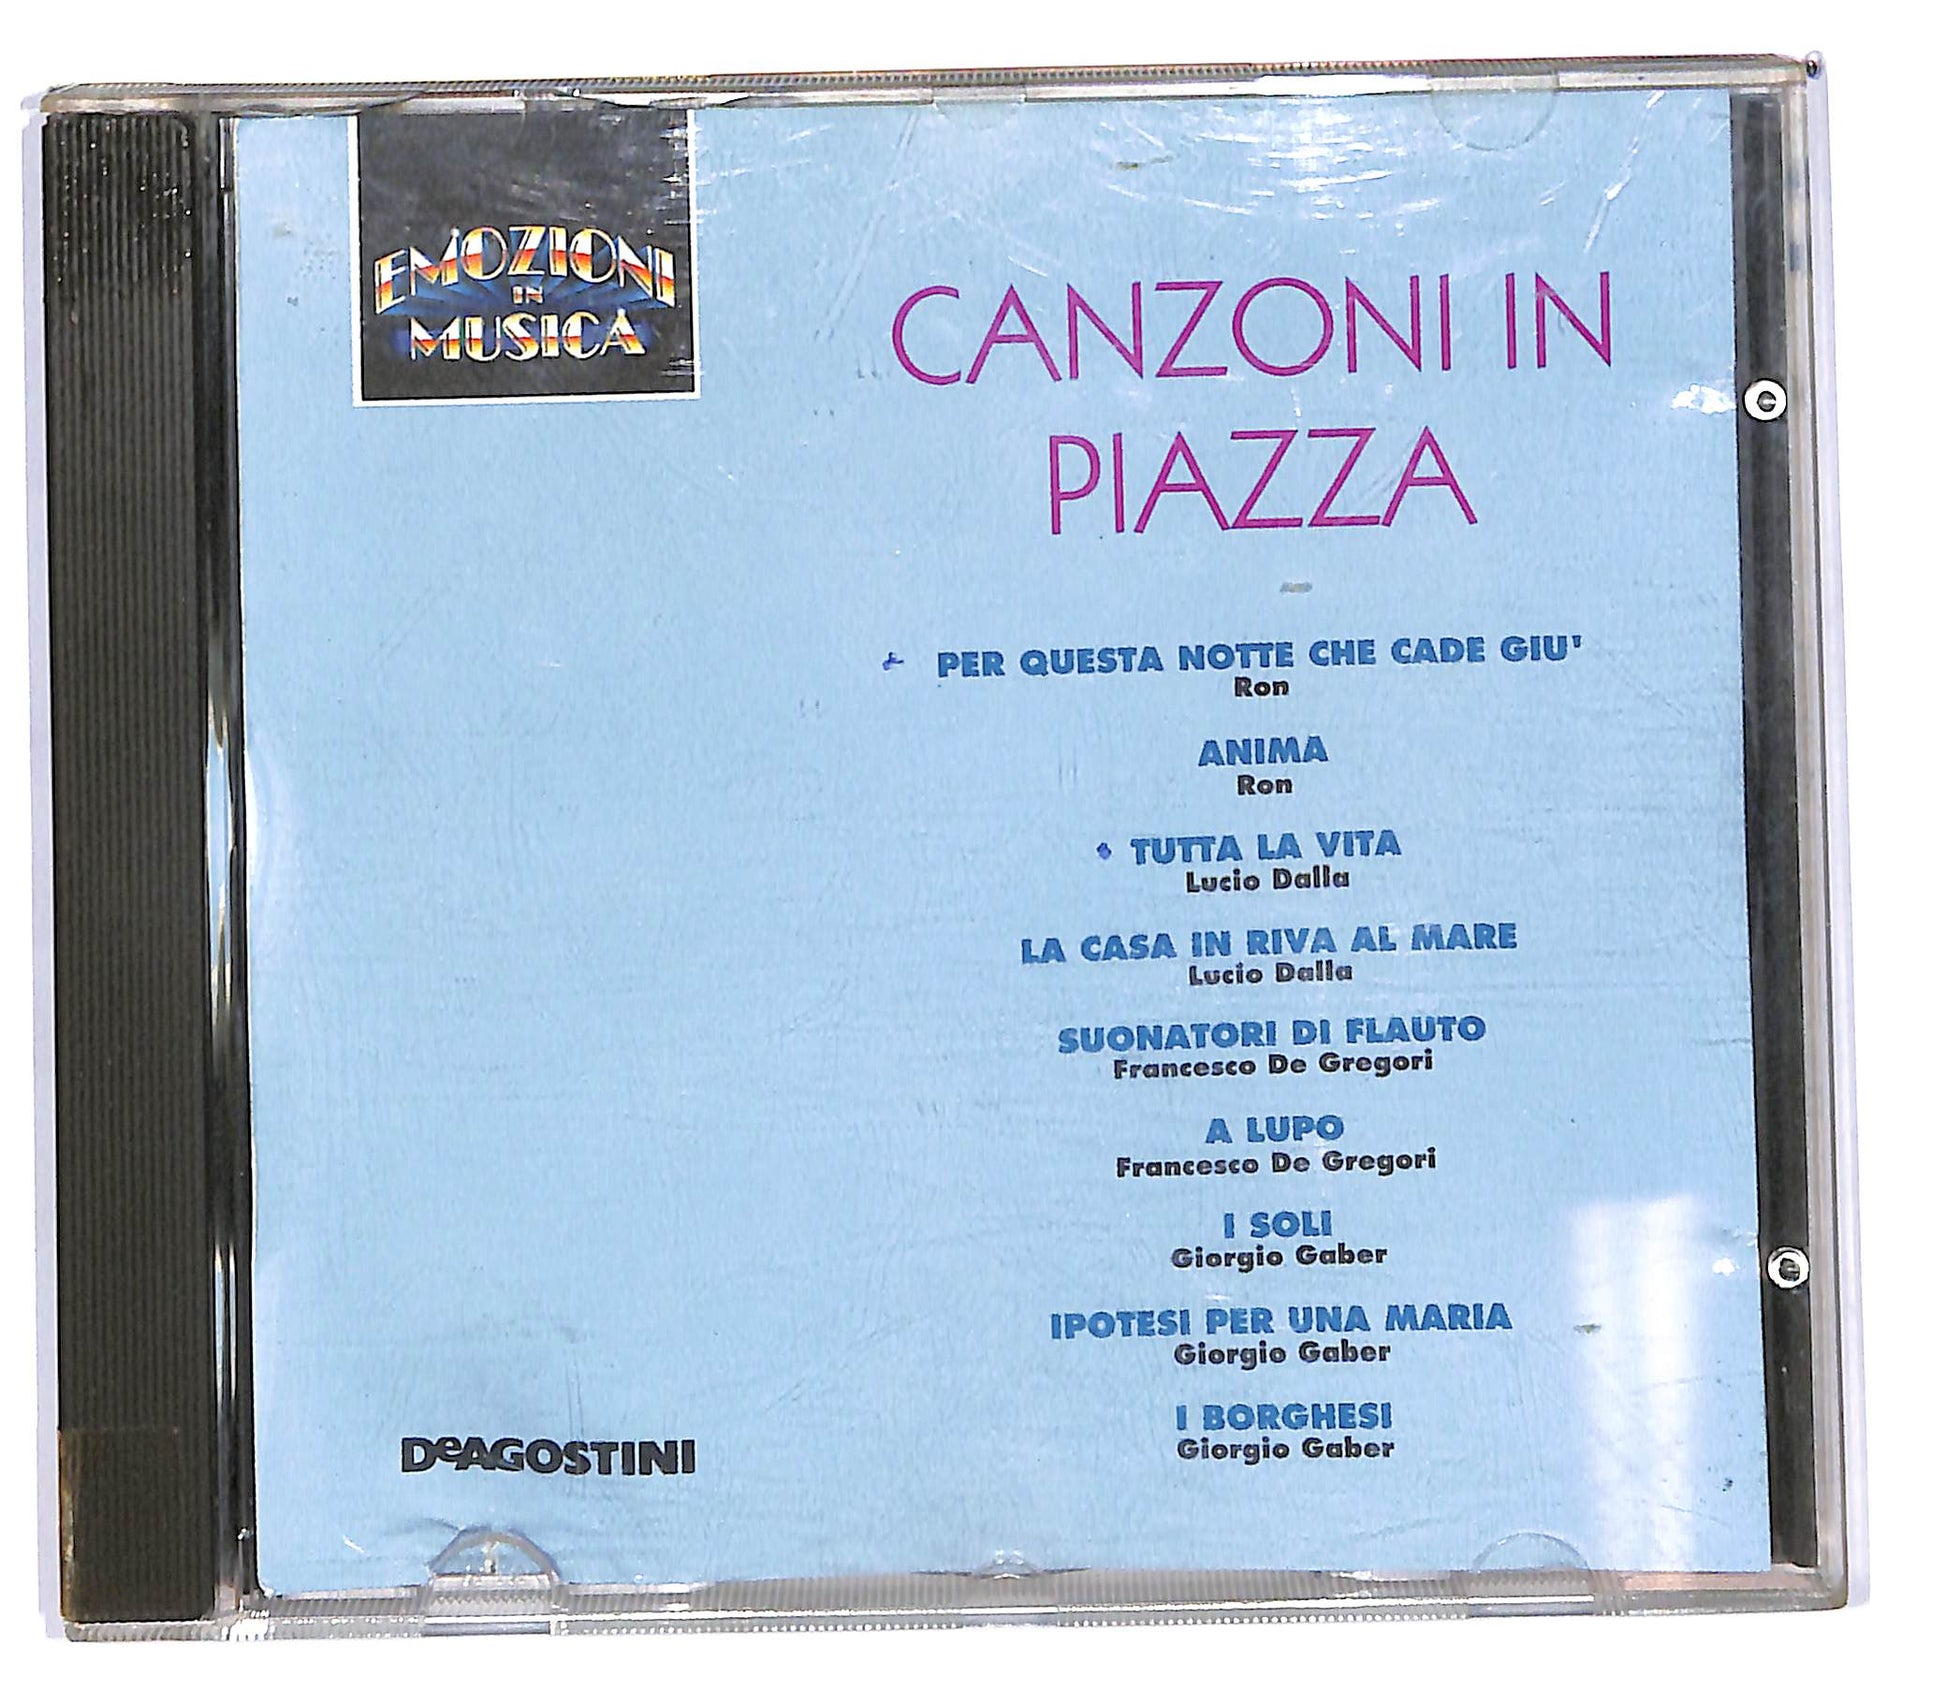 EMOZIONI
IN
MUSICA
CANZONI IN
PIAZZA
PER QUESTA NOTTE CHE CADE GIU'
Ron
ANIMA
Ron
TUTTA LA VITA
Lucio Dalla
LA CASA IN RIVA AL MARE
Lucio Dalla
SUONATORI DI FLAUTO
Francesco De Gregori
A LUPO
Francesco De Gregori
I SOLI
Giorgio Gaber
IPOTESI PER UNA MARIA
Giorgio Gaber
I BORGHESI
Giorgio Gaber
DeAGOSTINI